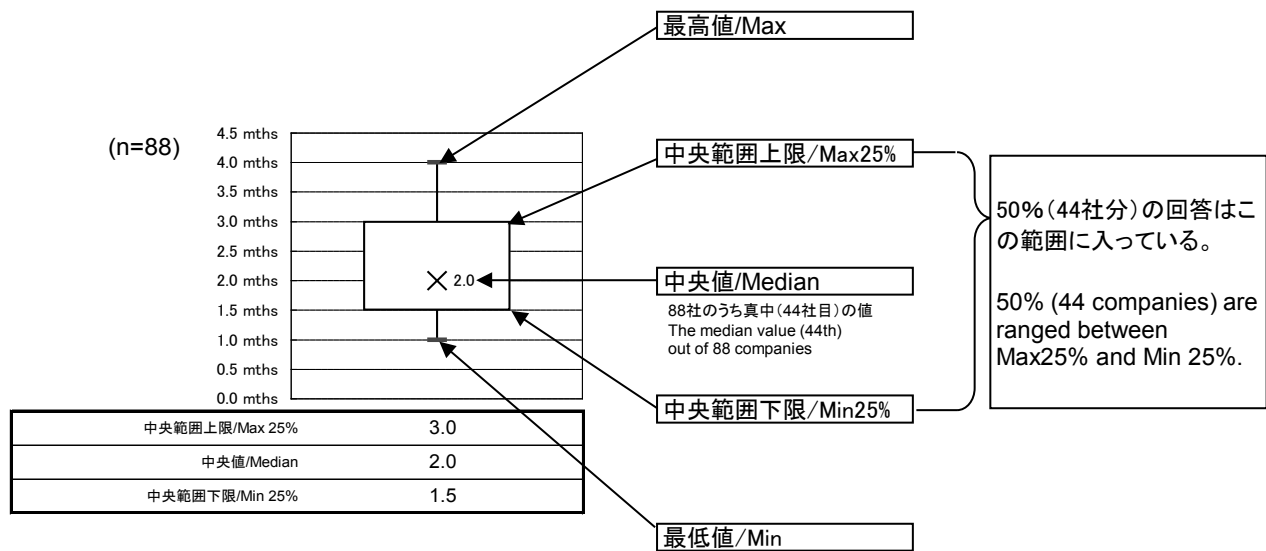 最高値/Max
(n=88)
4.5 mths
4.0 mths
3.5 mths
3.0 mths
2.5 mths
2.0 mths
1.5 mths
1.0 mths
0.5 mths
0.0 mths
2.0
中央範囲上限/Max25%
中央値/Median
88社のうち真中(44社目)の値
The median value (44th)
out of 88 companies
中央範囲下限/Min25%
50%(44社分)の回答はこ
の範囲に入っている。
50% (44 companies) are
ranged between
Max25% and Min 25%.
中央範囲上限/Max 25% 3.0
中央値/Median 2.0
中央範囲下限/Min 25% 1.5
最低値/Min